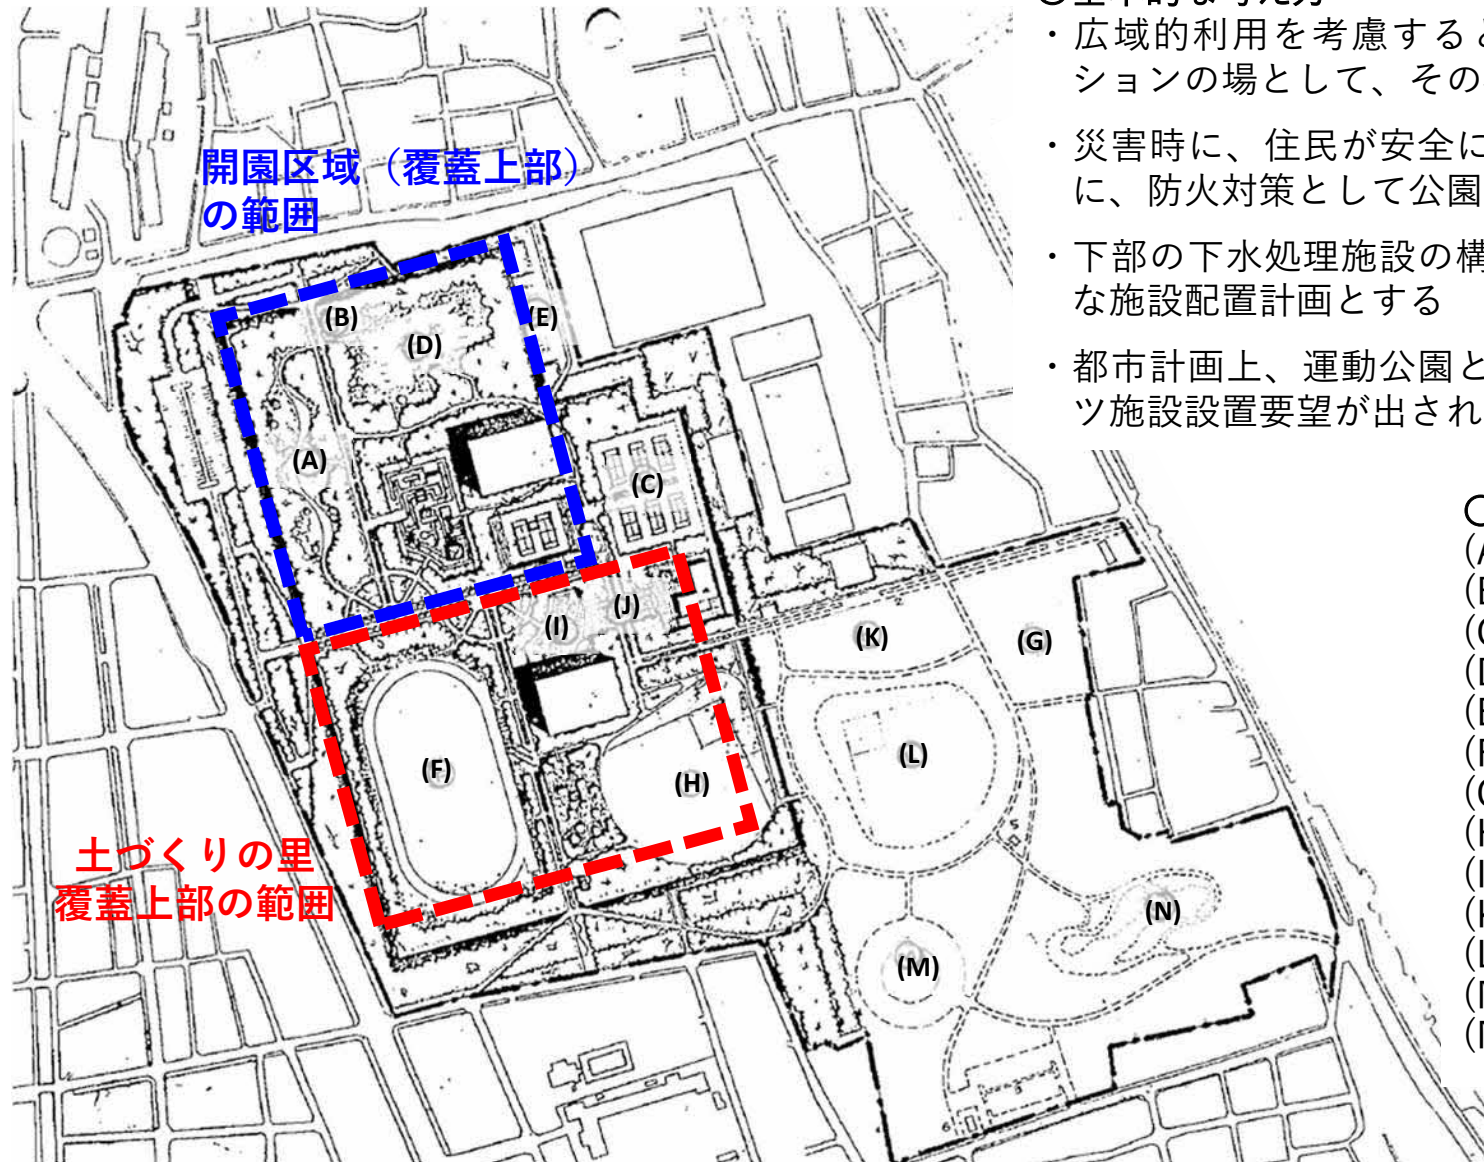 ・広域的利用を考慮すると
ションの場として、その
・災害時に、住民が安全に
に、防火対策として公園
・下部の下水処理施設の構
な施設配置計画とする
・都市計画上、運動公園と
ツ施設設置要望が出され
開園区域（覆蓋上部）
の範囲
(B)
(E)
(D)
(A)
(C)
(J)
(I)
(K)
(G)
(F)
(L)
(H)
土づくりの里
覆蓋上部の範囲
(N)
(M)
5
6